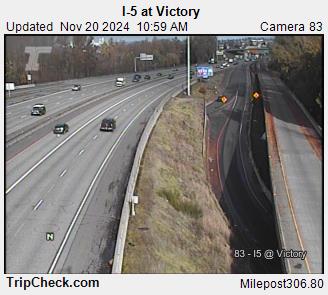 I-5 at Victory
Updated Nov 20 2024 10:59 AM
Camera 83
T
N
83 - I5 @ Victory
TripCheck.com
Milepost306.80